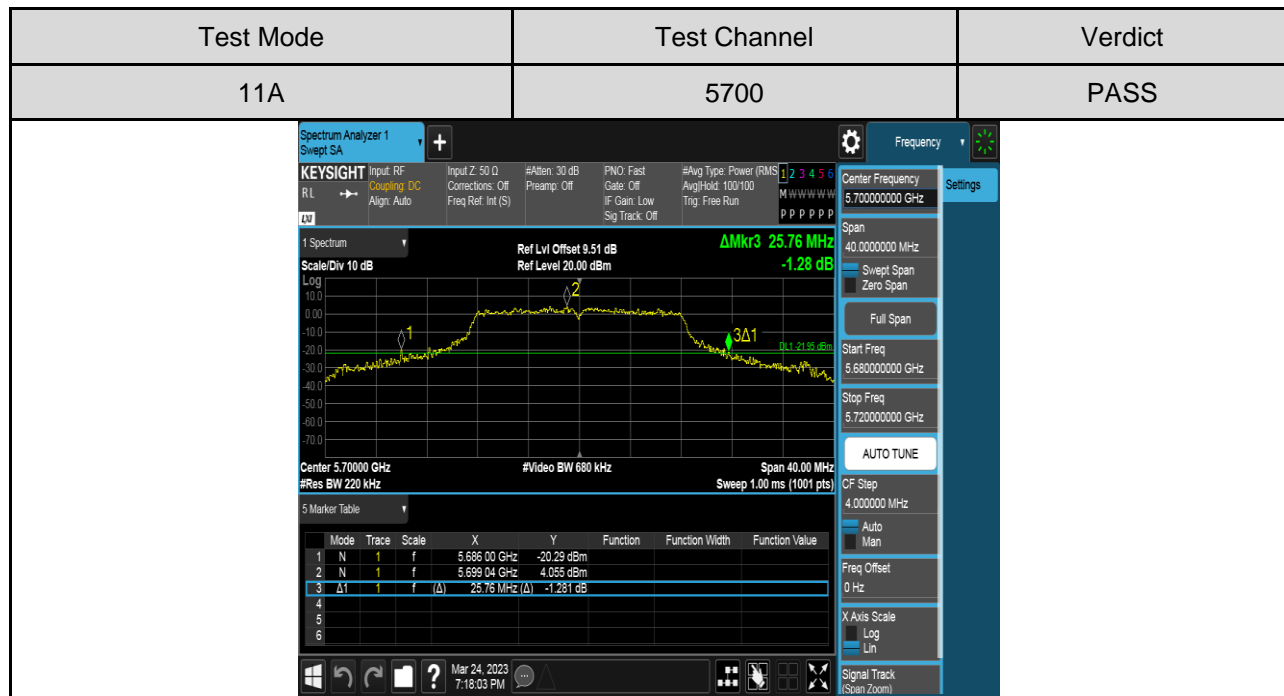 Test Mode Test Channel Verdict
11A 5700 PASS
Spectrum Analyzer 1
Swept SA
+
Frequency
Settings
KEYSIGHT Input: RF Input Z: 50 Ω #Atten: 30 dB PNO: Fast #Avg Type: Power (RMS 1 2 3 4 5 6
RL Coupling: DC Corrections: Off Preamp: Off Gate: Off Avg|Hold: 100/100 M W W W W W
Align: Auto Freq Ref: Int (S) IF Gain: Low Trig: Free Run
LXI Sig Track: Off P P P P P P
1 Spectrum Ref Lvl Offset 9.51 dB ΔMkr3 25.76 MHz
Scale/Div 10 dB Ref Level 20.00 dBm -1.28 dB
Log
10.0
0.00
-10.0
-20.0
-30.0
-40.0
-50.0
-60.0
-70.0
1
2
3Δ1
DL1 -21.95 dBm
Center 5.70000 GHz #Video BW 680 kHz Span 40.00 MHz
#Res BW 220 kHz Sweep 1.00 ms (1001 pts)
5 Marker Table
Mode Trace Scale X Y Function Function Width Function Value
1 N 1 f 5.686 00 GHz -20.29 dBm
2 N 1 f 5.699 04 GHz 4.055 dBm
3 Δ1 1 f (Δ) 25.76 MHz (Δ) -1.281 dB
4
5
6
?
Mar 24, 2023
7:18:03 PM
Center Frequency
5.700000000 GHz
Span
40.0000000 MHz
Swept Span
Zero Span
Full Span
Start Freq
5.680000000 GHz
Stop Freq
5.720000000 GHz
AUTO TUNE
CF Step
4.000000 MHz
Auto
Man
Freq Offset
0 Hz
X Axis Scale
Log
Lin
Signal Track
(Span Zoom)